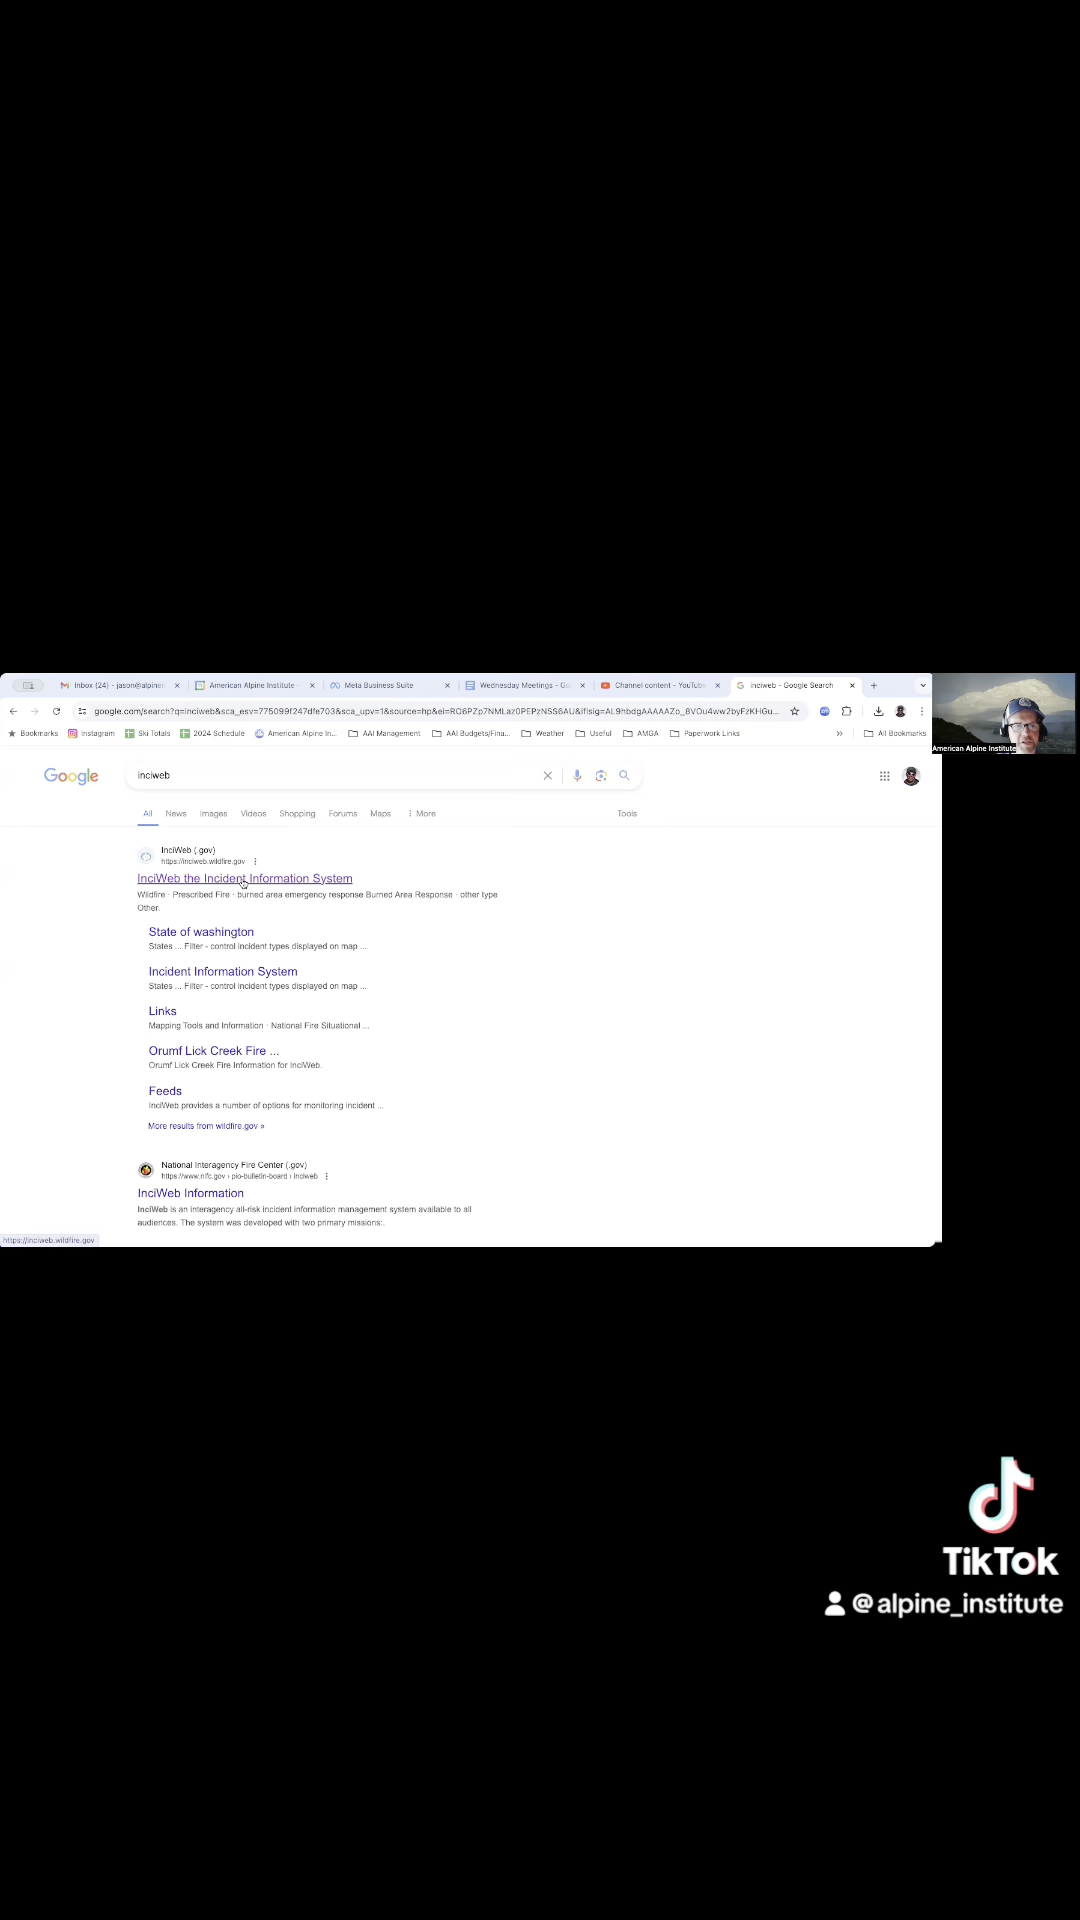 Inbox (24) - jason@alpinein
American Alpine Institute -
Meta Business Suite
Wednesday Meetings - Go
Channel content - YouTube
inciweb - Google Search
google.com/search?q=inciweb&sca_esv=775099f247dfe703&sca_upv=1&source=hp&ei=RO6PZp7NMLaz0PEPzNSS6AU&iflsig=AL9hbdgAAAAAZo_8VOu4ww2byFzKHGu...
Bookmarks
Instagram
Ski Totals
2024 Schedule
American Alpine In...
AAI Management
AAI Budgets/Fina...
Weather
Useful
AMGA
Paperwork Links
»
All Bookmarks
American Alpine Institute
Google
inciweb
All
News
Images
Videos
Shopping
Forums
Maps
More
Tools
InciWeb (.gov)
https://inciweb.wildfire.gov
InciWeb the Incident Information System
Wildfire · Prescribed Fire · burned area emergency response Burned Area Response · other type
Other.
State of washington
States ... Filter - control incident types displayed on map ...
Incident Information System
States ... Filter - control incident types displayed on map ...
Links
Mapping Tools and Information · National Fire Situational ...
Orumf Lick Creek Fire ...
Orumf Lick Creek Fire Information for InciWeb.
Feeds
InciWeb provides a number of options for monitoring incident ...
More results from wildfire.gov »
National Interagency Fire Center (.gov)
https://www.nifc.gov › pio-bulletin-board › inciweb
InciWeb Information
InciWeb is an interagency all-risk incident information management system available to all
audiences. The system was developed with two primary missions:.
https://inciweb.wildfire.gov
TikTok
@alpine_institute